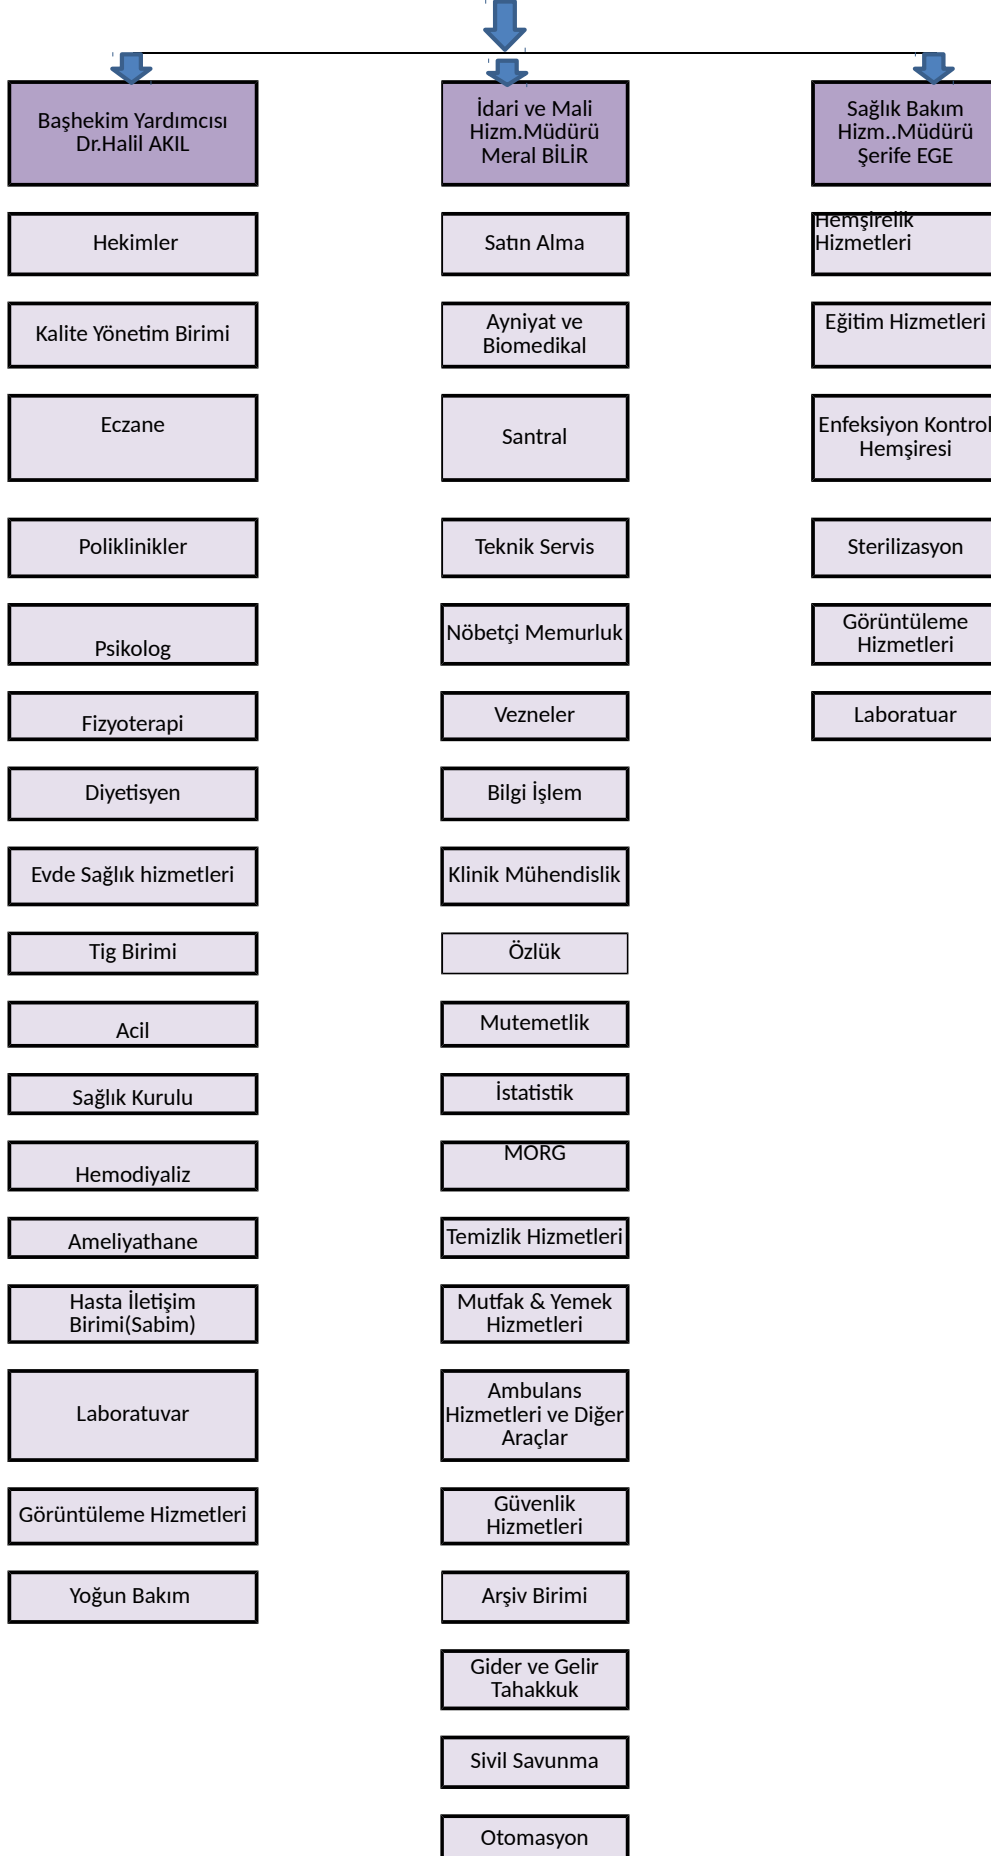 Başhekim Yardımcısı
Dr.Halil AKIL
Hekimler
Kalite Yönetim Birimi
Eczane
Poliklinikler
Psikolog
Fizyoterapi
Diyetisyen
Evde Sağlık hizmetleri
Tig Birimi
Acil
Sağlık Kurulu
Hemodiyaliz
Ameliyathane
Hasta İletişim
Birimi(Sabim)
Laboratuvar
Görüntüleme Hizmetleri
Yoğun Bakım
İdari ve Mali
Hizm.Müdürü
Meral BİLİR
Satın Alma
Ayniyat ve
Biomedikal
Santral
Teknik Servis
Nöbetçi Memurluk
Vezneler
Bilgi İşlem
Klinik Mühendislik
Özlük
Mutemetlik
İstatistik
MORG
Temizlik Hizmetleri
Mutfak & Yemek
Hizmetleri
Ambulans
Hizmetleri ve Diğer
Araçlar
Güvenlik
Hizmetleri
Arşiv Birimi
Gider ve Gelir
Tahakkuk
Sivil Savunma
Otomasyon
Sağlık Bakım
Hizm..Müdürü
Şerife EGE
Hemşirelik
Hizmetleri
Eğitim Hizmetleri
Enfeksiyon Kontrol
Hemşiresi
Sterilizasyon
Görüntüleme
Hizmetleri
Laboratuar